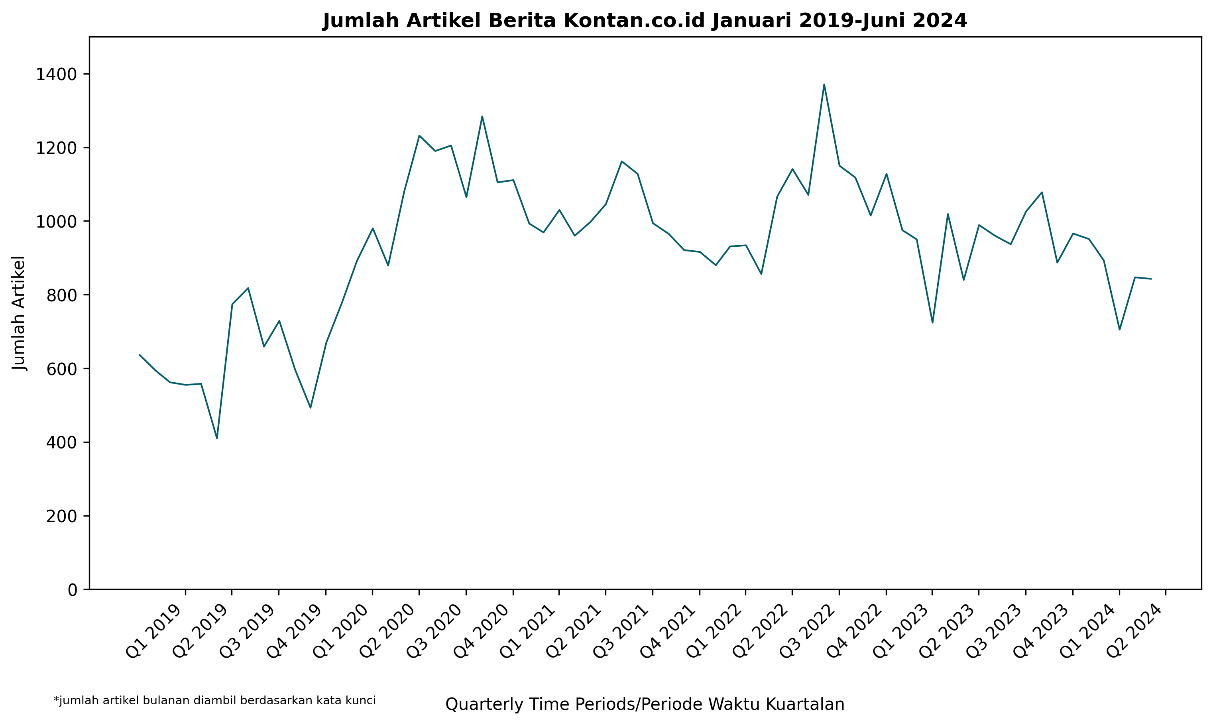 Jumlah Artikel Berita Kontan.co.id Januari 2019-Juni 2024
Jumlah Artikel
1400
1200
1000
800
600
400
200
0
Q1 2019
Q2 2019
Q3 2019
Q4 2019
Q1 2020
Q2 2020
Q3 2020
Q4 2020
Q1 2021
Q2 2021
Q3 2021
Q4 2021
Q1 2022
Q2 2022
Q3 2022
Q4 2022
Q1 2023
Q2 2023
Q3 2023
Q4 2023
Q1 2024
Q2 2024
*jumlah artikel bulanan diambil berdasarkan kata kunci
Quarterly Time Periods/Periode Waktu Kuartalan